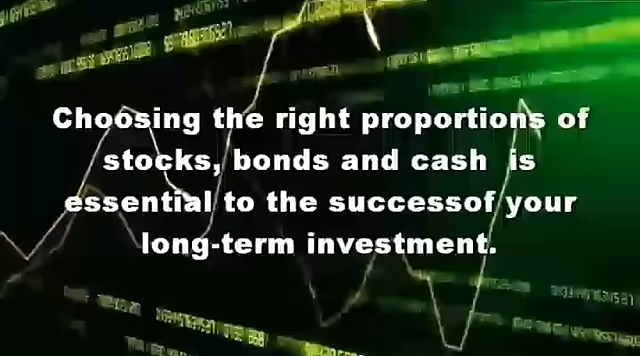 Choosing the right proportions of
stocks, bonds and cash is
essential to the successof your
long-term investment.